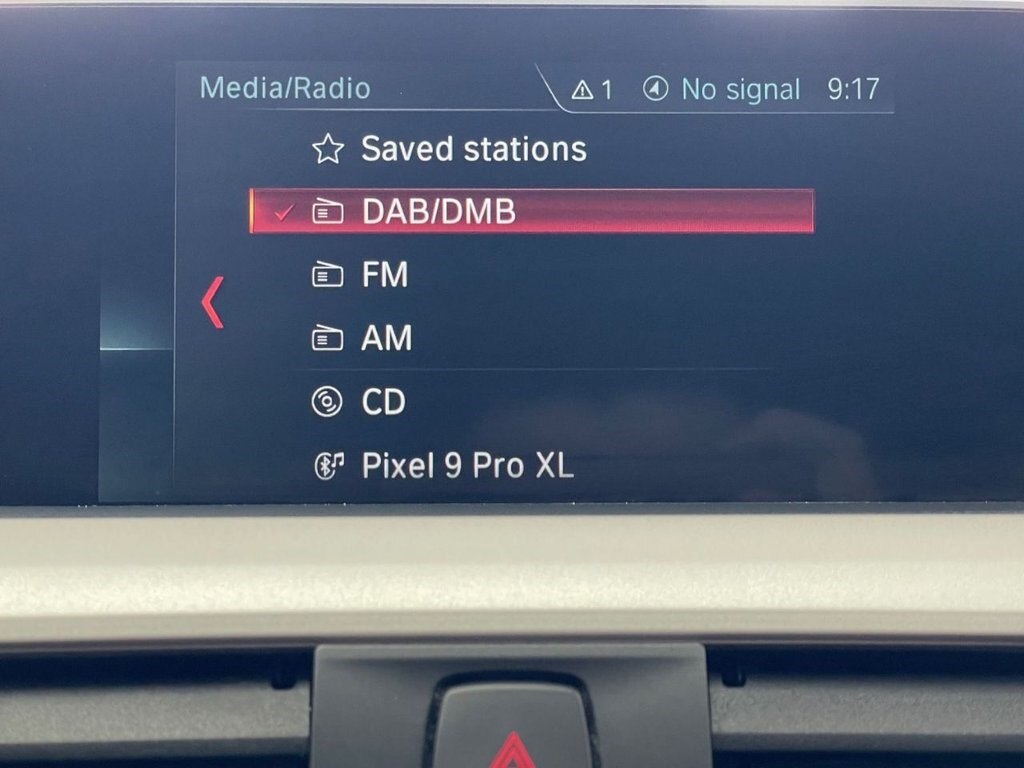 Media/Radio 1 No signal 9:17
Saved stations
DAB/DMB
FM
AM
CD
Pixel 9 Pro XL